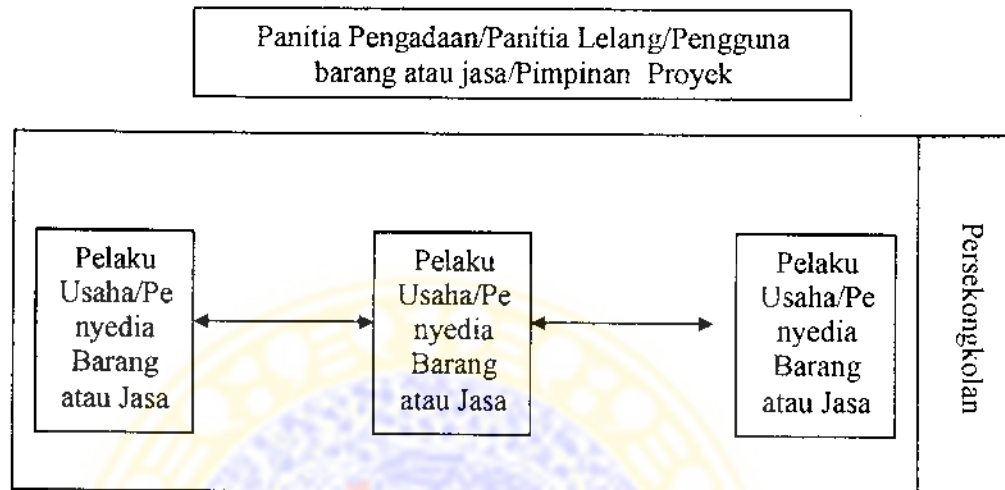 Panitia Pengadaan/Panitia Lelang/Pengguna
barang atau jasa/Pimpinan Proyek
Pelaku
Usaha/Pe
nyedia
Barang
atau Jasa
Pelaku
Usaha/Pe
nyedia
Barang
atau Jasa
Pelaku
Usaha/Pe
nyedia
Barang
atau Jasa
Persekongkolan